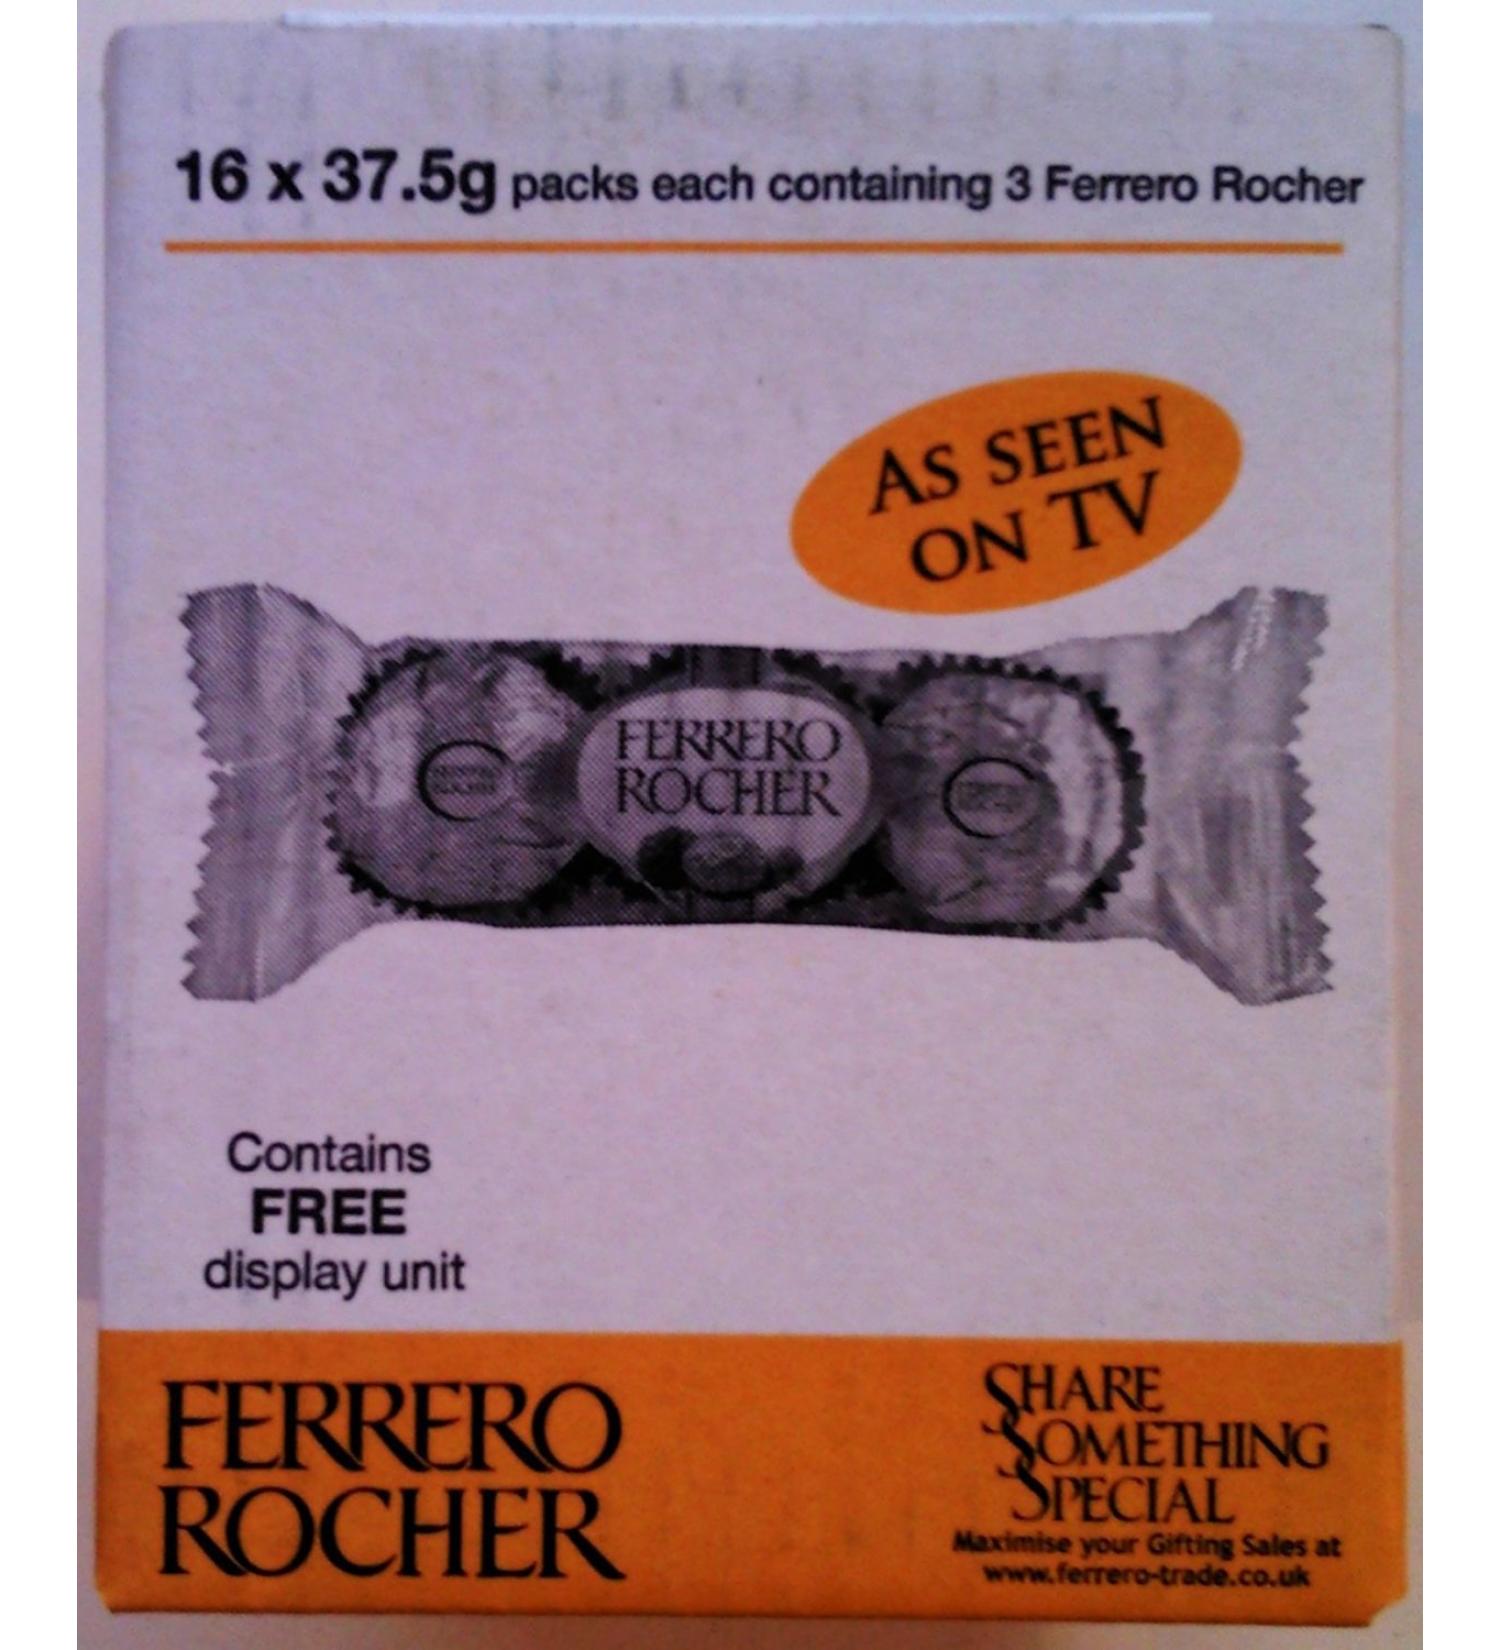 16 x 37.5g packs each containing 3 Ferrero Rocher
AS SEEN
ON TV
FERRERO
ROCHER
Contains
FREE
display unit
FERRERO
ROCHER
SHARE
SOMETHING
SPECIAL
Maximise your Gifting Sales at
www.ferrero-trade.co.uk